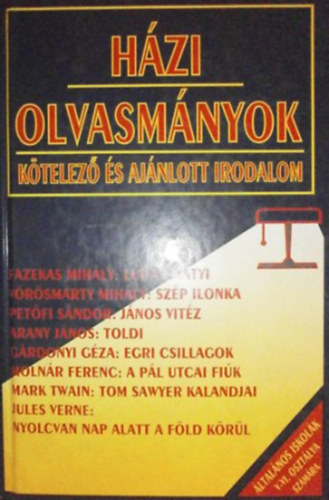 HÁZI
OLVASMÁNYOK
KÖTELEZŐ ÉS AJÁNLOTT IRODALOM
FAZEKAS MIHÁLY: LUDAS MATYI
VÖRÖSMARTY MIHÁLY: SZÉP ILONKA
PETŐFI SÁNDOR: JÁNOS VITÉZ
ARANY JÁNOS: TOLDI
GÁRDONYI GÉZA: EGRI CSILLAGOK
MOLNÁR FERENC: A PÁL UTCAI FIÚK
MARK TWAIN: TOM SAWYER KALANDJAI
JULES VERNE:
NYOLCVAN NAP ALATT A FÖLD KÖRÜL
ÁLTALÁNOS ISKOLÁK
OSZTÁLYA
SZÁMÁRA